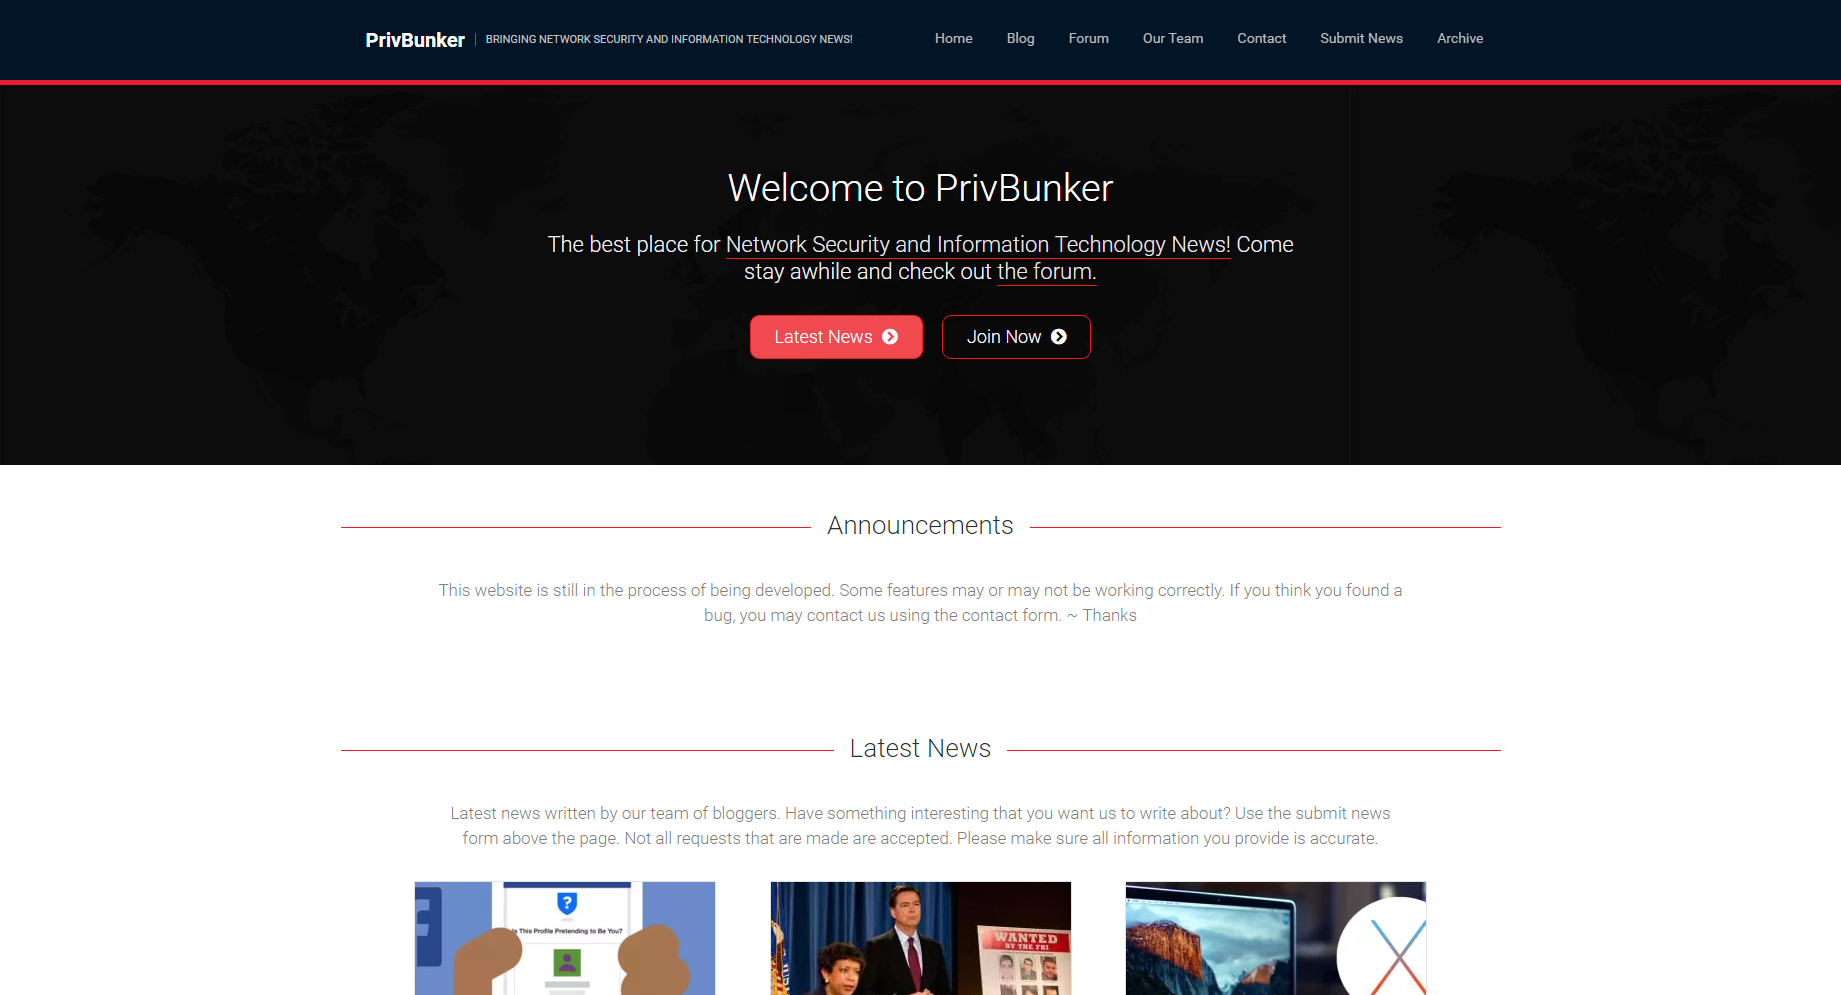 PrivBunker
BRINGING NETWORK SECURITY AND INFORMATION TECHNOLOGY NEWS!
Home
Blog
Forum
Our Team
Contact
Submit News
Archive
Welcome to PrivBunker
The best place for Network Security and Information Technology News! Come
stay awhile and check out the forum.
Latest News
Join Now
Announcements
This website is still in the process of being developed. Some features may or may not be working correctly. If you think you found a
bug, you may contact us using the contact form. ~ Thanks
Latest News
Latest news written by our team of bloggers. Have something interesting that you want us to write about? Use the submit news
form above the page. Not all requests that are made are accepted. Please make sure all information you provide is accurate.
Is This Profile Pretending to Be You?
WANTED
BY THE FBI